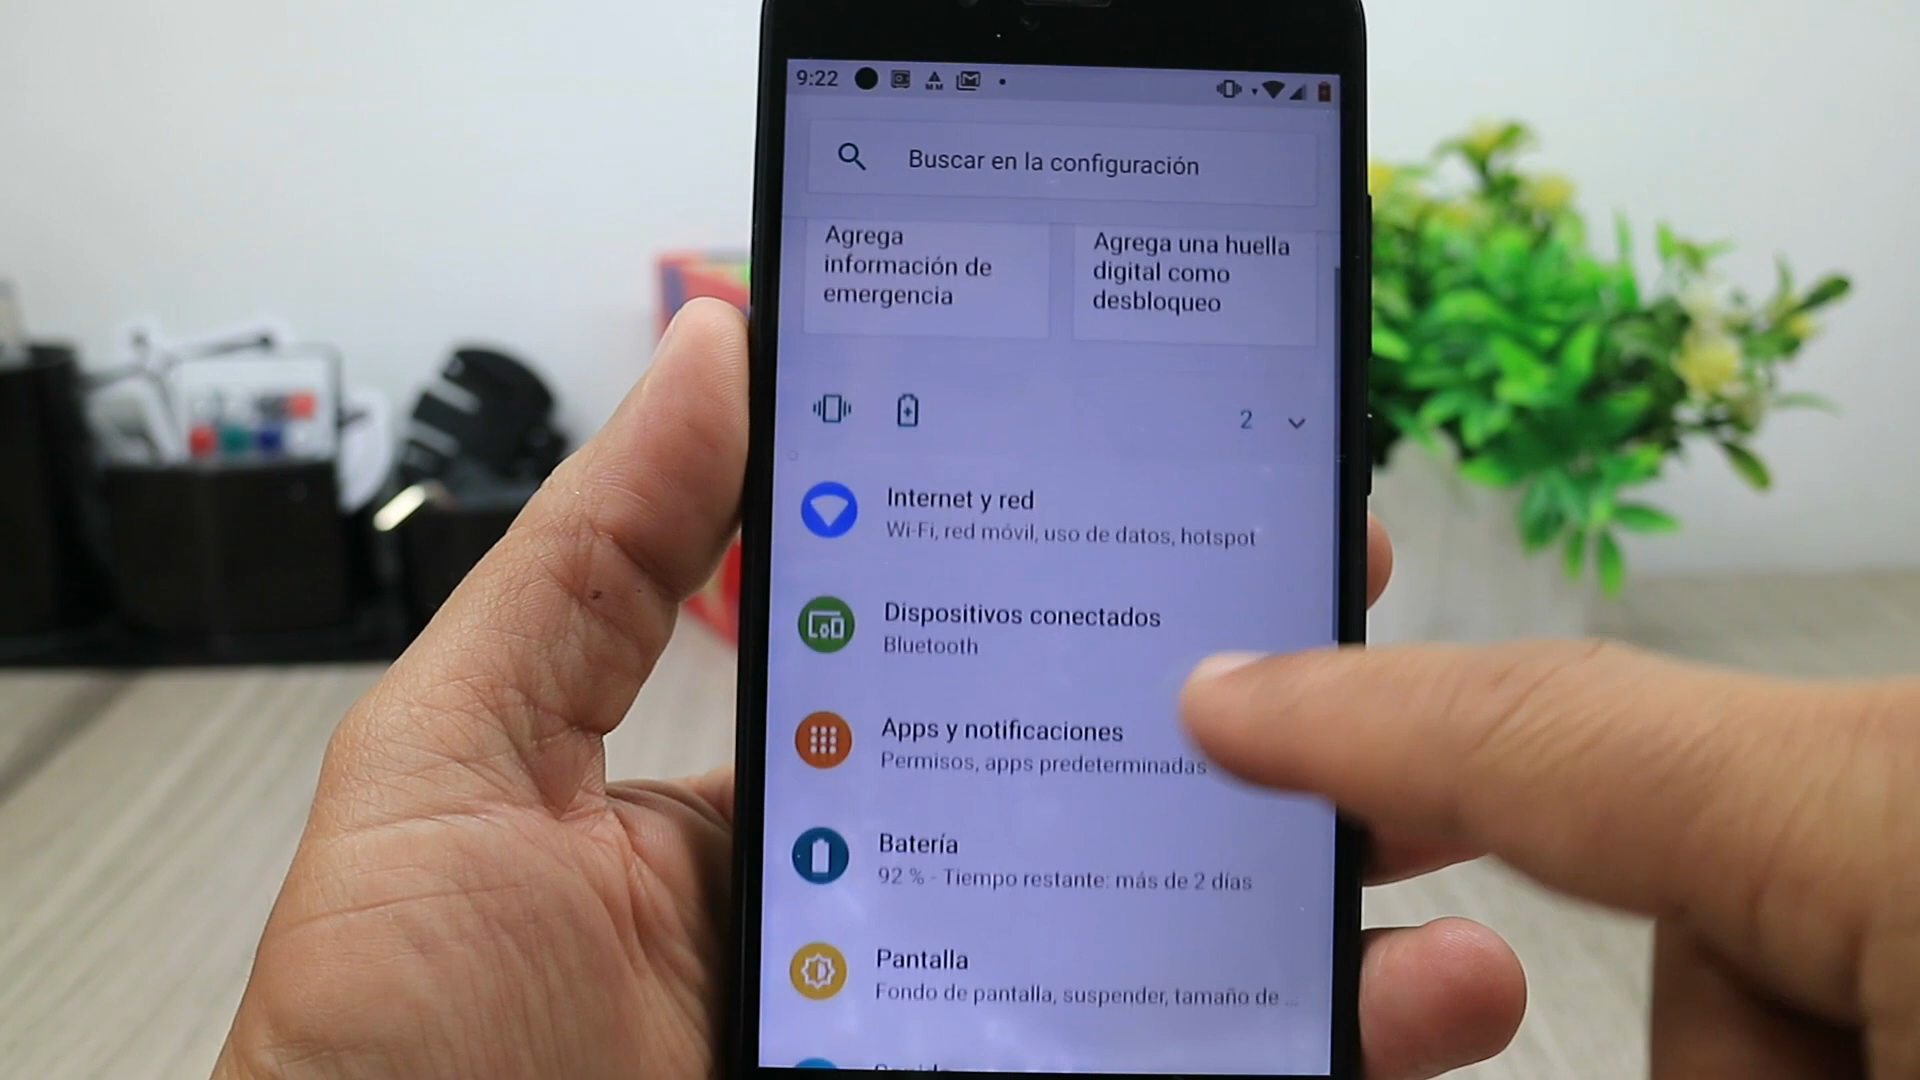 9:22
Buscar en la configuración
Agrega
información de
emergencia
Agrega una huella
digital como
desbloqueo
2
Internet y red
Wi-Fi, red móvil, uso de datos, hotspot
Dispositivos conectados
Bluetooth
Apps y notificaciones
Permisos, apps predeterminadas
Batería
92 % - Tiempo restante: más de 2 días
Pantalla
Fondo de pantalla, suspender, tamaño de ...